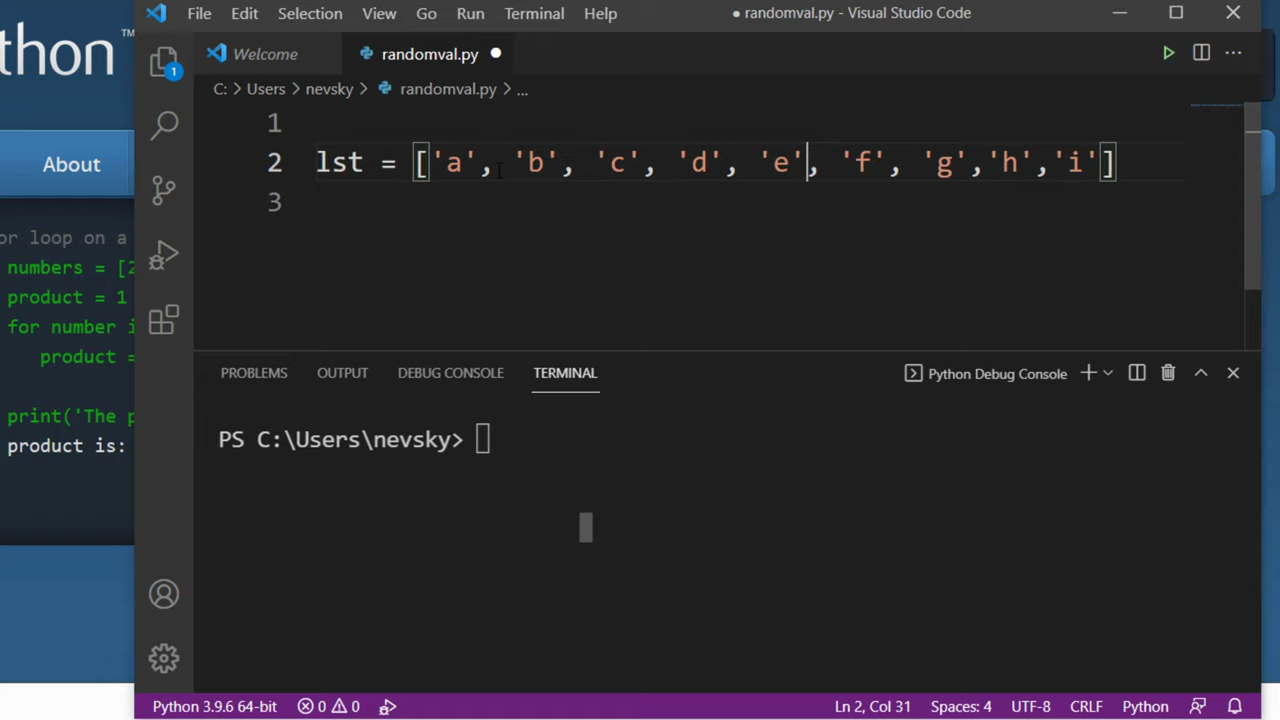 thon™
About
or loop on a
numbers = [2
product = 1
for number i
product =
print('The p
product is:
File Edit Selection View Go Run Terminal Help
● randomval.py - Visual Studio Code
Welcome
randomval.py
C: > Users > nevsky > randomval.py > ...
1
1
2 lst = ['a', 'b', 'c', 'd', 'e', 'f', 'g','h','i']
3
PROBLEMS OUTPUT DEBUG CONSOLE TERMINAL
Python Debug Console
PS C:\Users\nevsky>
Python 3.9.6 64-bit 0 0
Ln 2, Col 31 Spaces: 4 UTF-8 CRLF Python